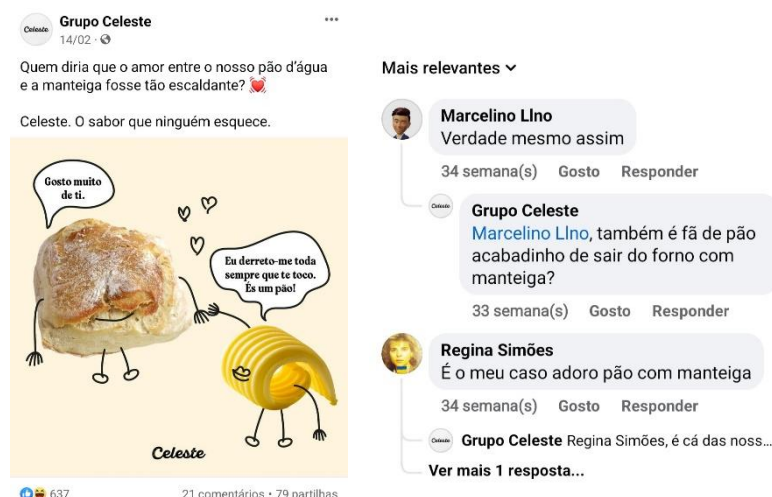 Celeste
Grupo Celeste
14/02 ·
Quem diria que o amor entre o nosso pão d'água
e a manteiga fosse tão escaldante? 💓
Celeste. O sabor que ninguém esquece.
Gosto muito
de ti.
Eu derreto-me toda
sempre que te toco.
És um pão!
Celeste
637
21 comentários • 79 partilhas
Mais relevantes
Marcelino Llno
Verdade mesmo assim
34 semana(s) Gosto Responder
Celeste
Grupo Celeste
Marcelino Llno, também é fã de pão
acabadinho de sair do forno com
manteiga?
33 semana(s) Gosto Responder
Regina Simões
É o meu caso adoro pão com manteiga
34 semana(s) Gosto Responder
Celeste
Grupo Celeste Regina Simões, é cá das noss...
Ver mais 1 resposta...